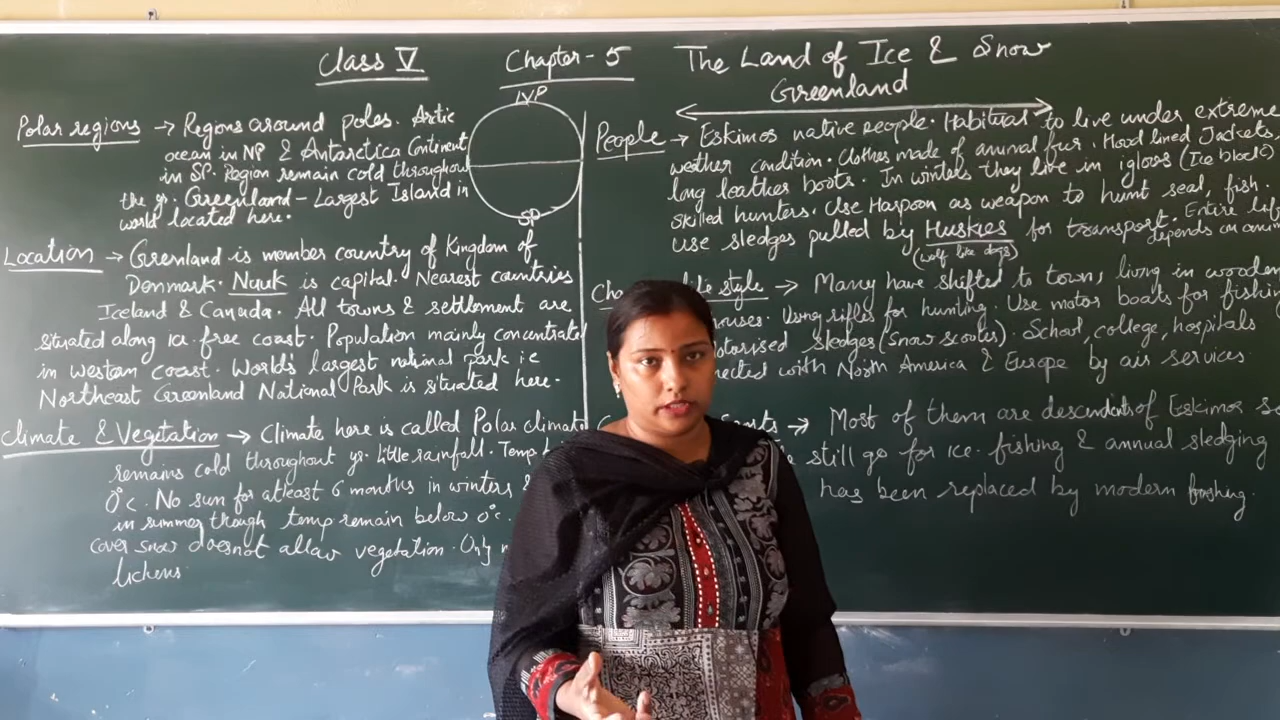 Class V
Chapter - 5
The Land of Ice & Snow
Greenland
Polar regions → Regions around poles. Arctic
ocean in NP & Antarctica Continent
in SP. Region remain cold throughout
the yr. Greenland - Largest Island in
world located here.
NP
SP
Location → Greenland is member country of Kingdom of
Denmark. Nuuk is capital. Nearest countries
Iceland & Canada. All towns & settlement are
situated along ice free coast. Population mainly concentrated
in western coast. World's largest national park i.e
Northeast Greenland National Park is situated here.
Climate & Vegetation → Climate here is called Polar climate
remains cold throughout yr. Little rainfall. Temp
0°c. No sun for atleast 6 months in winters &
in summer though temp remain below 0°c.
cover snow doesnot allow vegetation. Only
lichens
People → Eskimos native people. Habitual to live under extreme
weather condition. Clothes made of animal fur. Hood lined Jackets
long leather boots. In winters they live in igloos (Ice block)
skilled hunters. Use Harpoon as weapon to hunt seal, fish.
use sledges pulled by Huskies for transport. Entire
(wolf like dogs)
depends on
life style → Many have shifted to towns, living in wooden
houses. Using rifles for hunting. Use motor boats for fishing
motorised sledges (snow scooter). School, college, hospitals
with North America & Europe by air services.
→ Most of them are descendents of Eskimos
still go for ice. fishing & annual sledging
has been replaced by modern fishing.